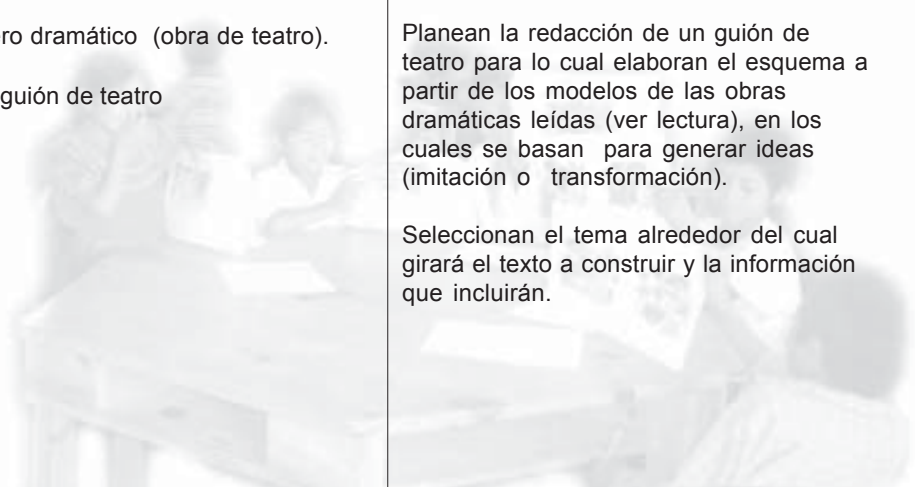 ro dramático (obra de teatro).
guión de teatro
Planean la redacción de un guión de
teatro para lo cual elaboran el esquema a
partir de los modelos de las obras
dramáticas leídas (ver lectura), en los
cuales se basan para generar ideas
(imitación o transformación).
Seleccionan el tema alrededor del cual
girará el texto a construir y la información
que incluirán.